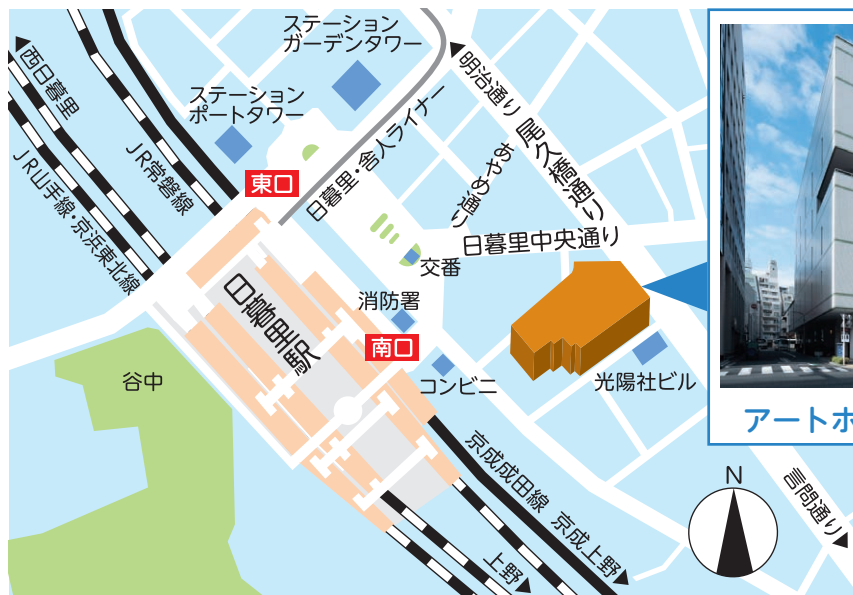 ステーション
ガーデンタワー
ステーション
ポートタワー
西日暮里
JR常磐線
JR山手線・京浜東北線
東口
日暮里・舎人ライナー
明治通り
尾久橋通り
あやめ通り
日暮里中央通り
交番
消防署
南口
日暮里駅
コンビニ
光陽社ビル
谷中
アートホ
京成成田線
京成上野
上野
言問通り
N